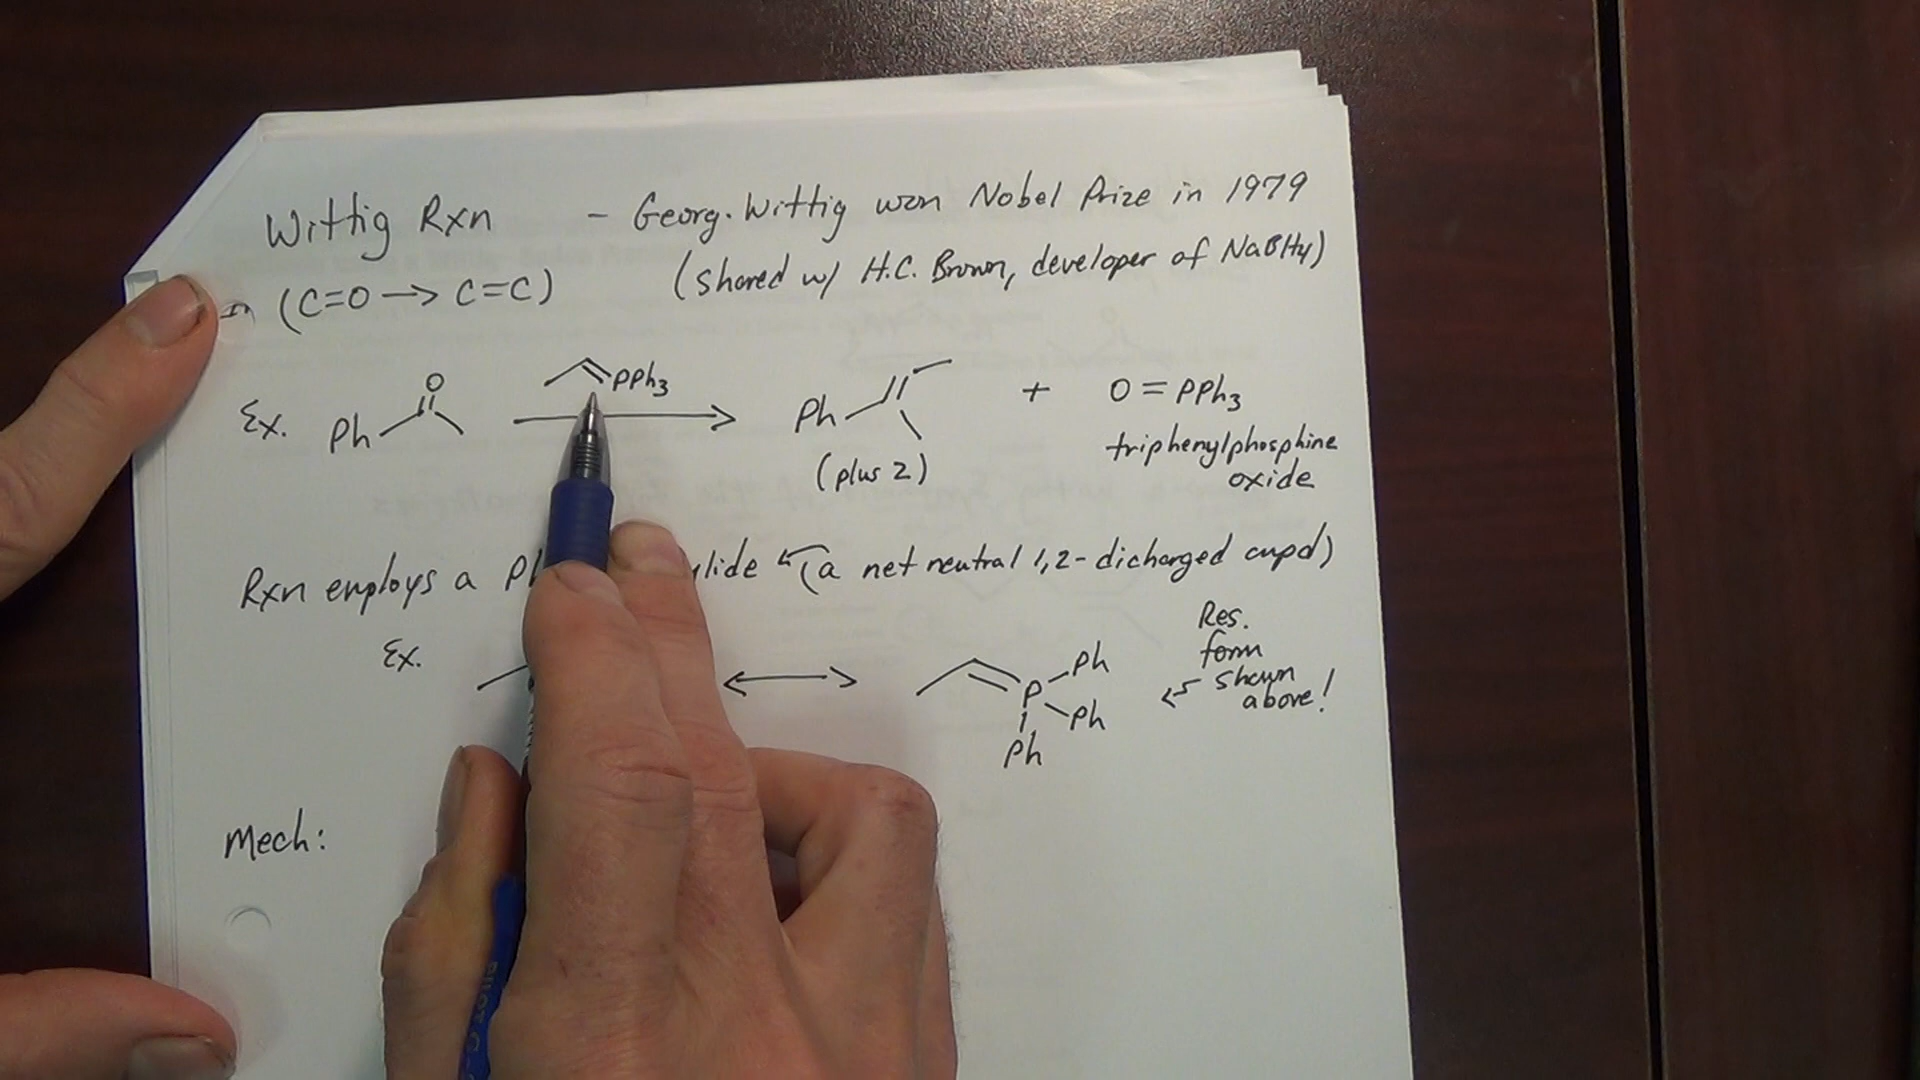 Wittig Rxn - Georg. Wittig won Nobel Prize in 1979
(C=O → C=C) (shared w/ H.C. Brown, developer of NaBH4)
Ex. Ph O PPh3 Ph + O = PPh3
(plus Z) triphenylphosphine
oxide
Rxn employs a (a net neutral 1,2-dicharged cmpd)
Ex. ↔ P Ph Ph Ph
Res.
form
shown
above!
Mech:
PILOT G